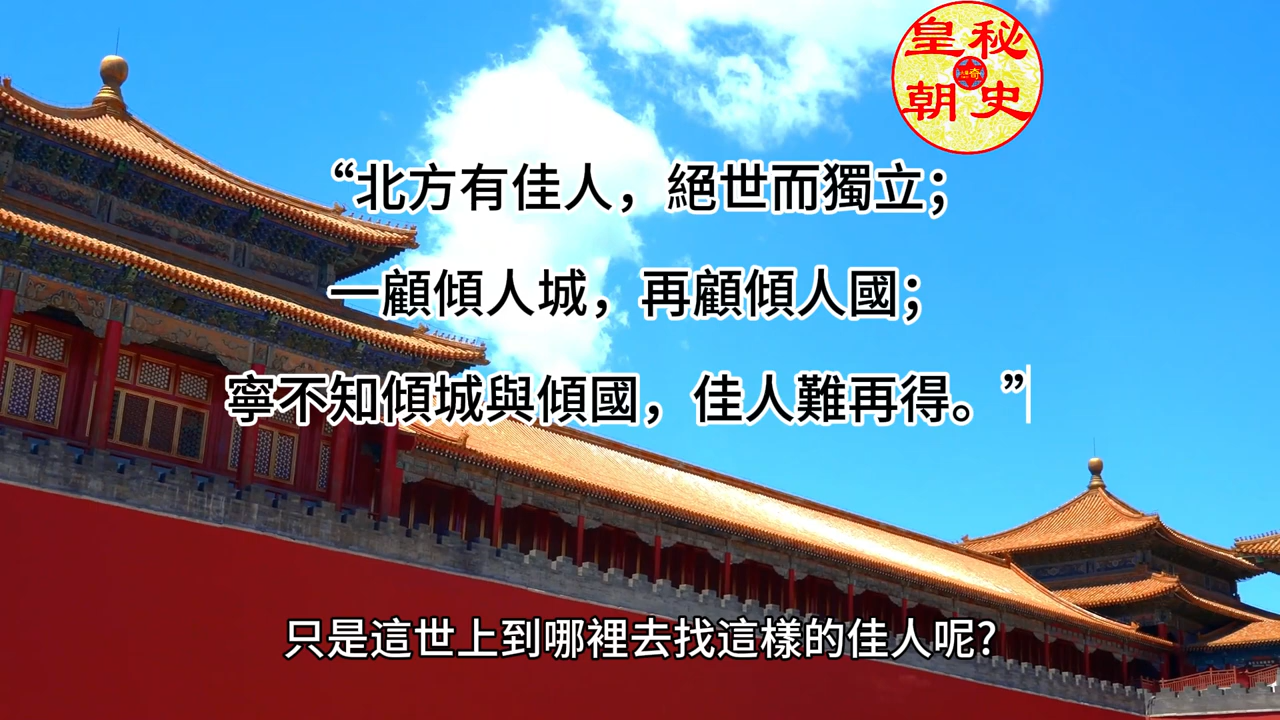 皇秘
朝史
“北方有佳人，絕世而獨立；
一顧傾人城，再顧傾人國；
寧不知傾城與傾國，佳人難再得。”
只是這世上到哪裡去找這樣的佳人呢?